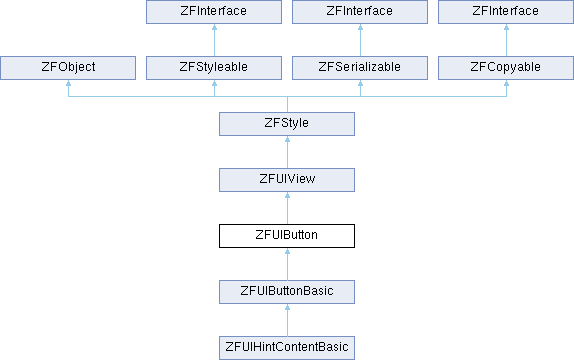 ZFInterface ZFInterface ZFInterface
ZFObject ZFStyleable ZFSerializable ZFCopyable
ZFStyle
ZFUIView
ZFUIButton
ZFUIButtonBasic
ZFUIHintContentBasic